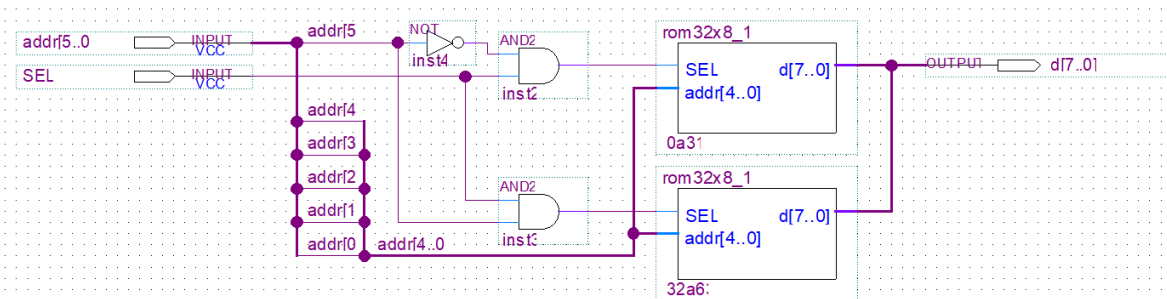 addr[5..0
INPUT
VCC
SEL
INPUT
VCC
addr[5
NOT
inst4
AND2
inst2
rom32x8_1
SEL
d[7..0]
addr[4..0]
0a31
OUTPUT
d[7..0]
addr[4
addr[3
addr[2
addr[1
addr[0
addr[4..0
AND2
inst3
rom32x8_1
SEL
d[7..0]
addr[4..0]
32a63